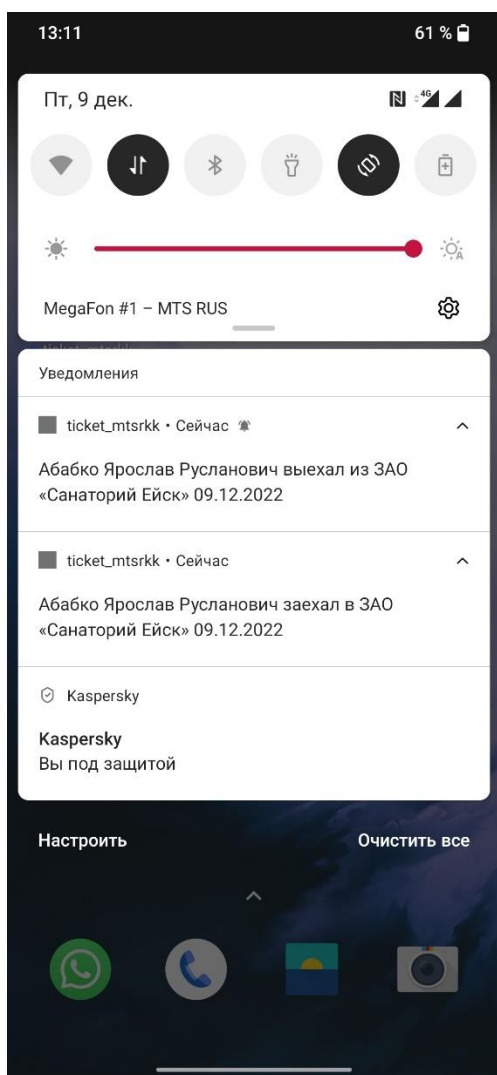 13:11 61 %
Пт, 9 дек. 4G
MegaFon #1 – MTS RUS
Уведомления
ticket_mtsrkk • Сейчас
Абабко Ярослав Русланович выехал из ЗАО
«Санаторий Ейск» 09.12.2022
ticket_mtsrkk • Сейчас
Абабко Ярослав Русланович заехал в ЗАО
«Санаторий Ейск» 09.12.2022
Kaspersky
Kaspersky
Вы под защитой
Настроить Очистить все